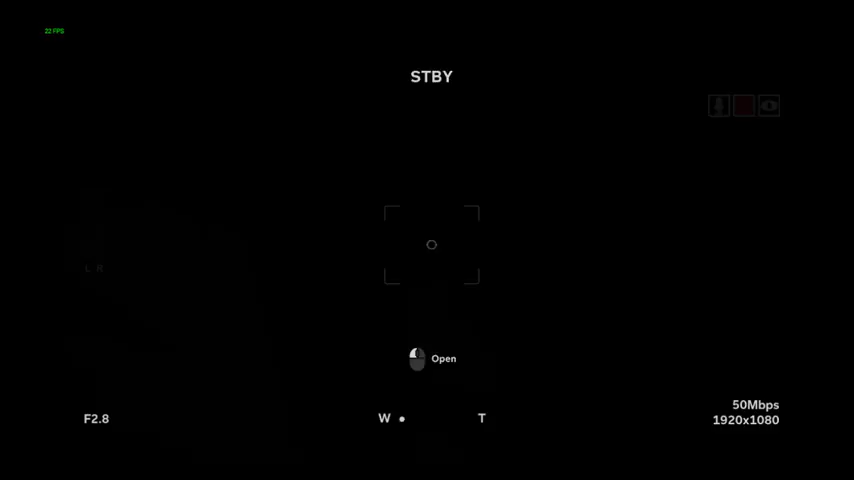 22 FPS
STBY
L R
Open
F2.8
W
T
50Mbps
1920x1080